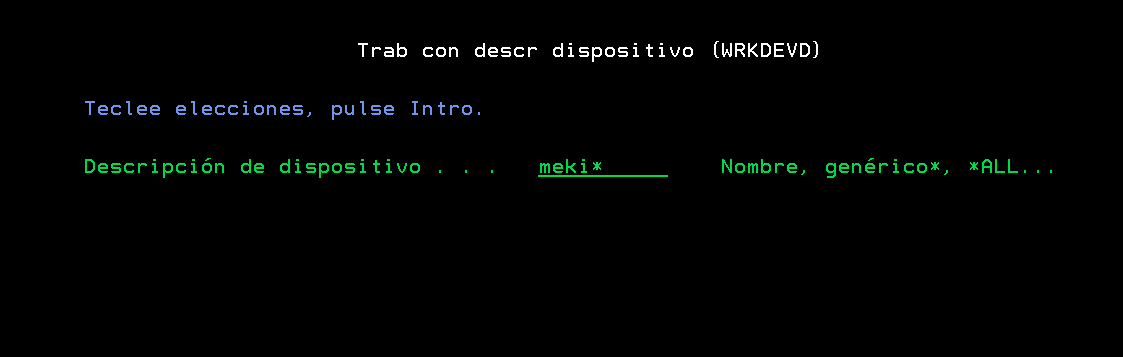 Trab con descr dispositivo (WRKDEVD)
Teclee elecciones, pulse Intro.
Descripción de dispositivo . . . meki* Nombre, genérico*, *ALL...